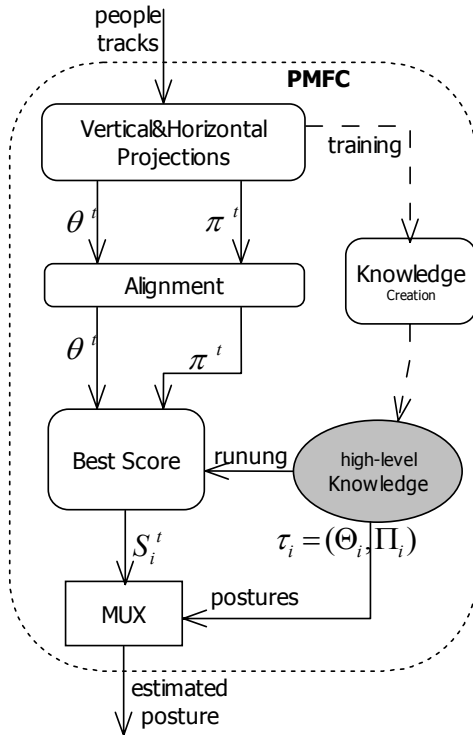 people
tracks
PMFC
Vertical&Horizontal
Projections
training
θ^t
π^t
Knowledge
Creation
Alignment
θ^t
π^t
Best Score
runung
high-level
Knowledge
S_i^t
τ_i = (Θ_i, Π_i)
MUX
postures
estimated
posture